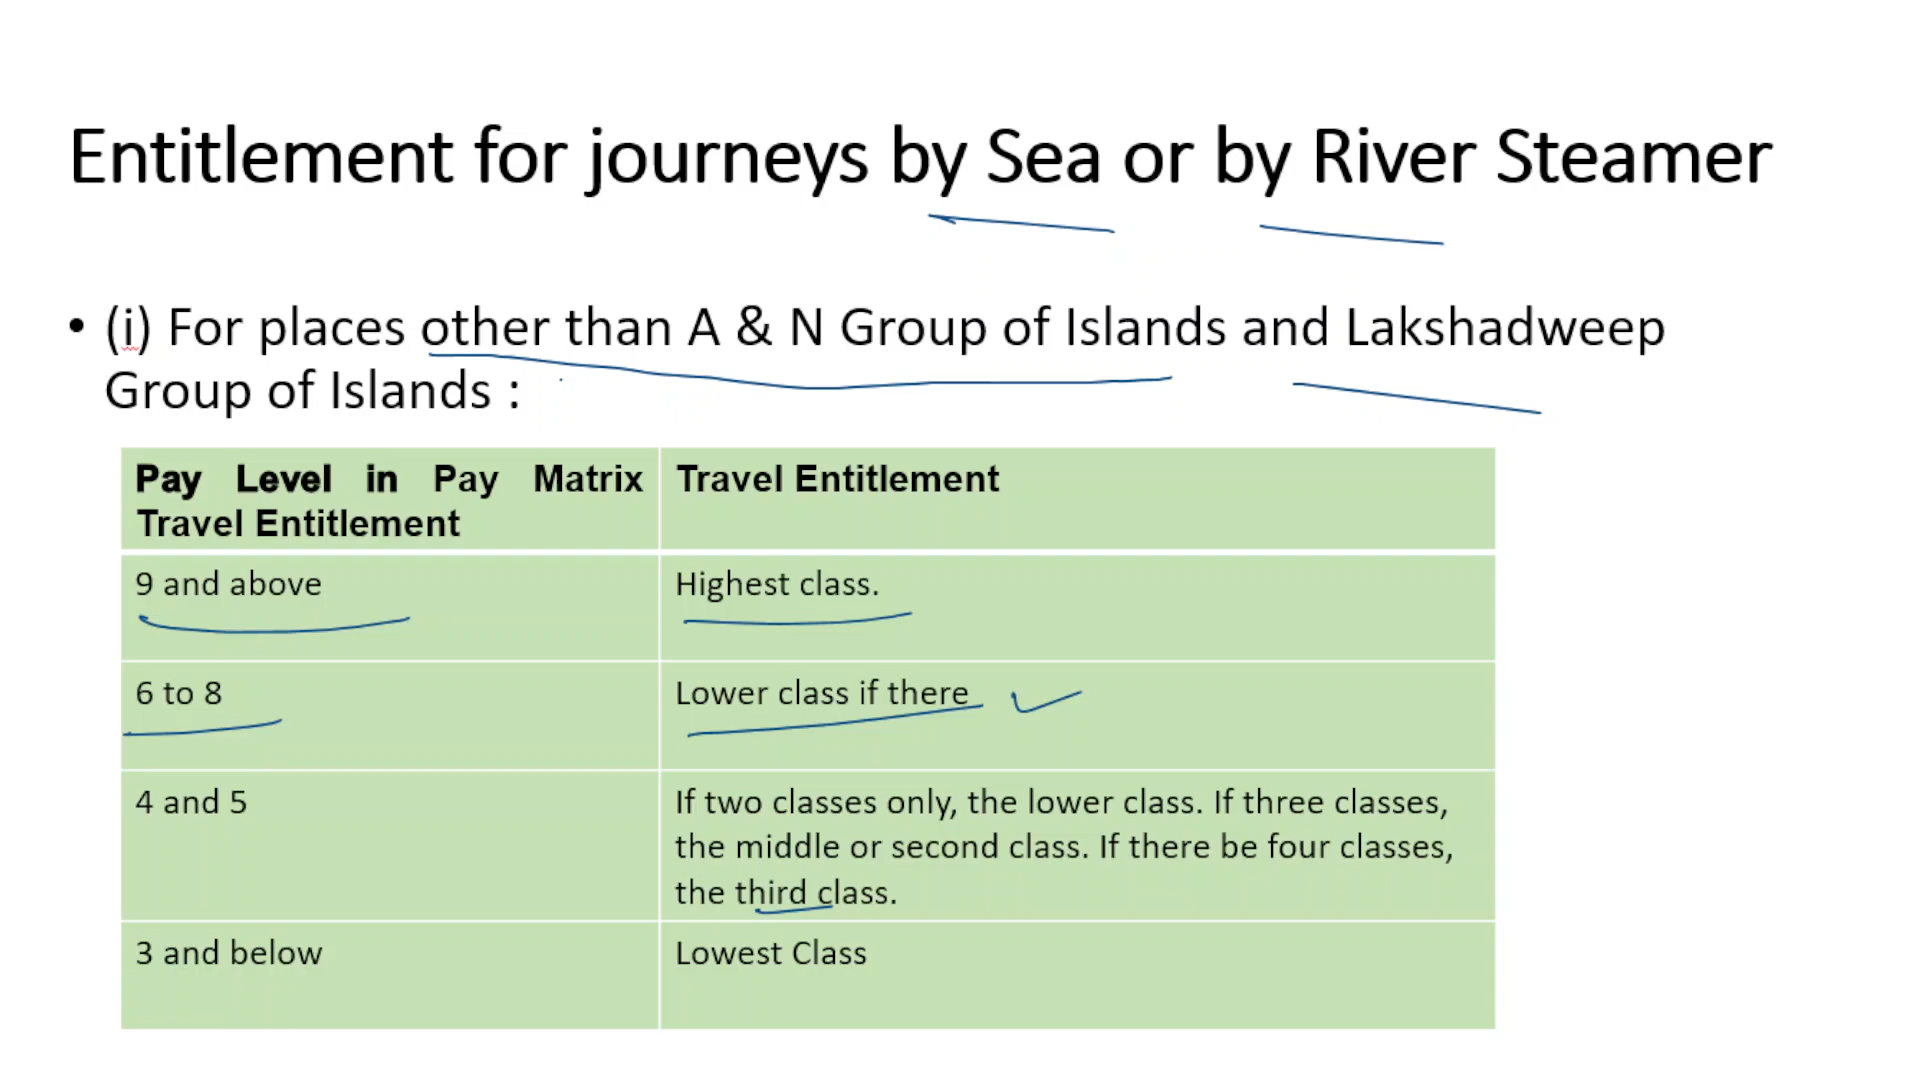 Entitlement for journeys by Sea or by River Steamer
• (i) For places other than A & N Group of Islands and Lakshadweep
Group of Islands :
Pay Level in Pay Matrix
Travel Entitlement
Travel Entitlement
9 and above
Highest class.
6 to 8
Lower class if there
4 and 5
If two classes only, the lower class. If three classes,
the middle or second class. If there be four classes,
the third class.
3 and below
Lowest Class